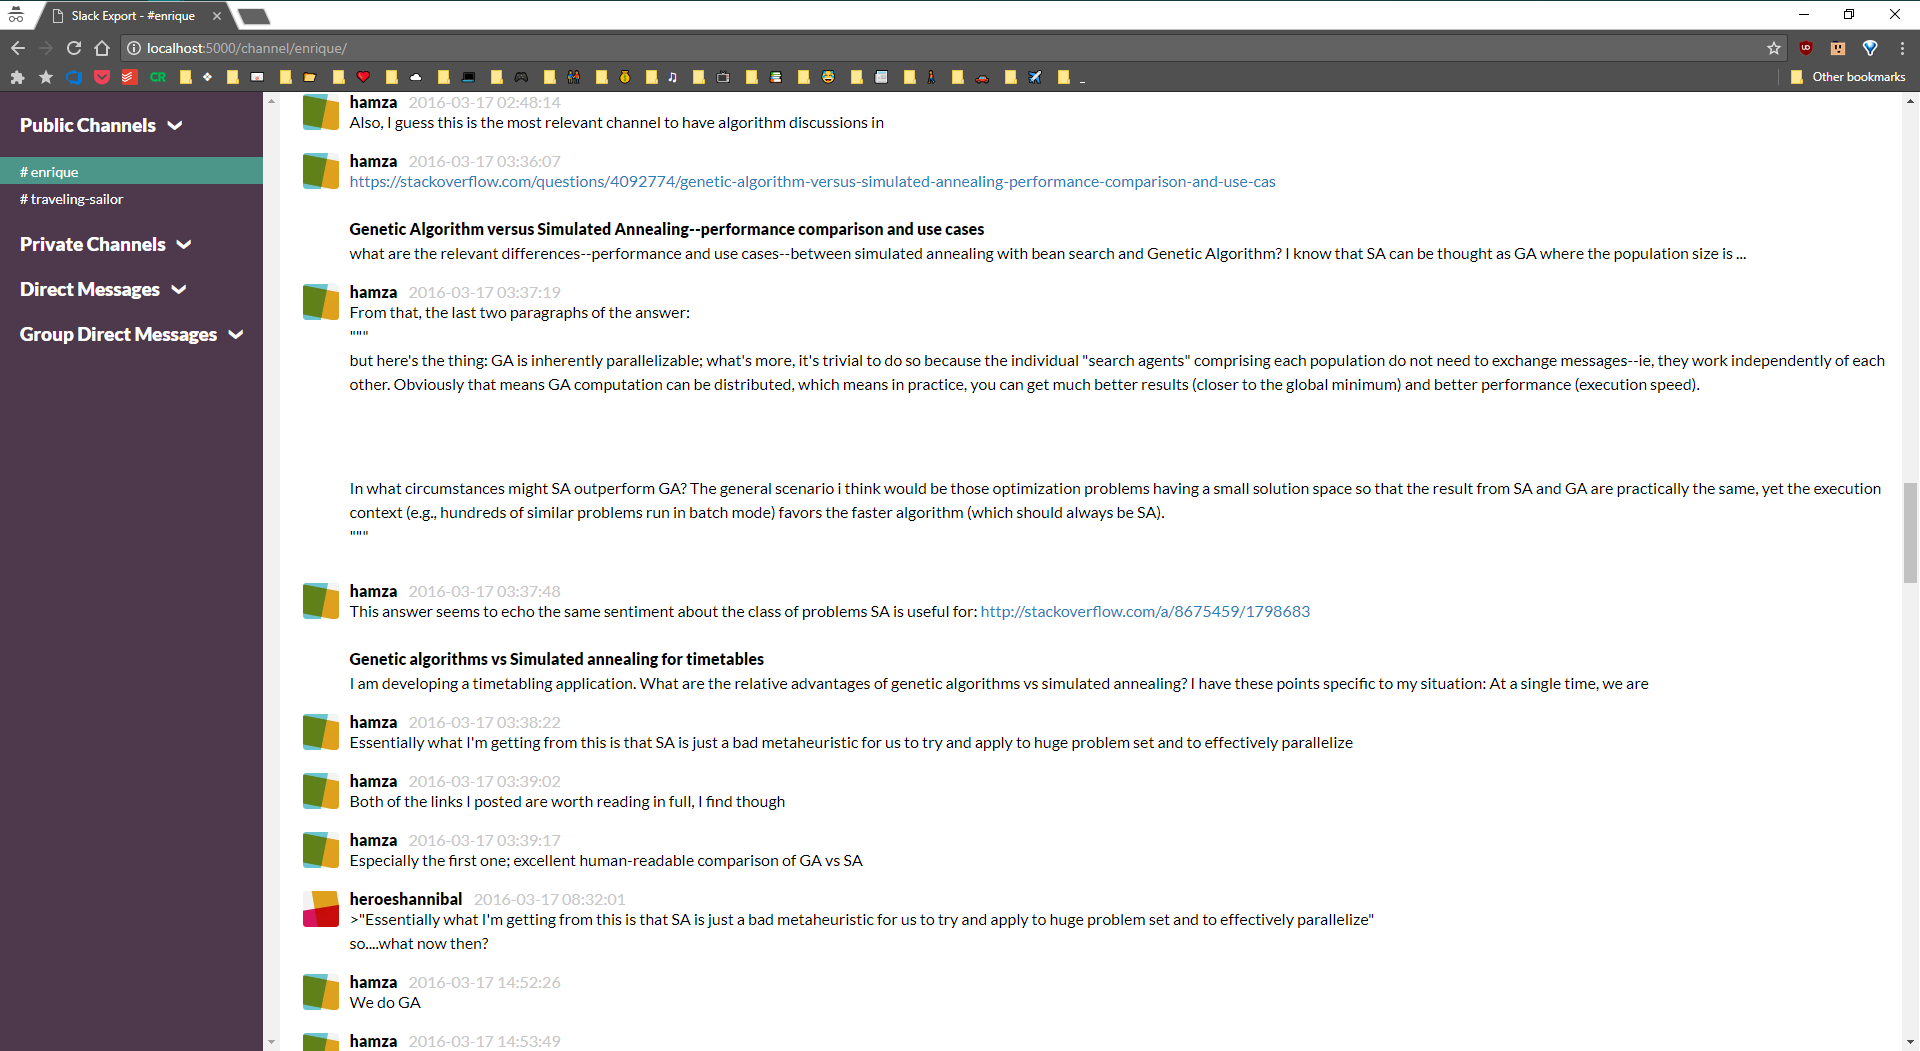 Slack Export - #enrique
localhost:5000/channel/enrique/
CR
Other bookmarks
Public Channels
# enrique
# traveling-sailor
Private Channels
Direct Messages
Group Direct Messages
hamza 2016-03-17 02:48:14
Also, I guess this is the most relevant channel to have algorithm discussions in
hamza 2016-03-17 03:36:07
https://stackoverflow.com/questions/4092774/genetic-algorithm-versus-simulated-annealing-performance-comparison-and-use-cas
Genetic Algorithm versus Simulated Annealing--performance comparison and use cases
what are the relevant differences--performance and use cases--between simulated annealing with bean search and Genetic Algorithm? I know that SA can be thought as GA where the population size is ...
hamza 2016-03-17 03:37:19
From that, the last two paragraphs of the answer:
"""
but here's the thing: GA is inherently parallelizable; what's more, it's trivial to do so because the individual "search agents" comprising each population do not need to exchange messages--ie, they work independently of each
other. Obviously that means GA computation can be distributed, which means in practice, you can get much better results (closer to the global minimum) and better performance (execution speed).
In what circumstances might SA outperform GA? The general scenario i think would be those optimization problems having a small solution space so that the result from SA and GA are practically the same, yet the execution
context (e.g., hundreds of similar problems run in batch mode) favors the faster algorithm (which should always be SA).
"""
hamza 2016-03-17 03:37:48
This answer seems to echo the same sentiment about the class of problems SA is useful for: http://stackoverflow.com/a/8675459/1798683
Genetic algorithms vs Simulated annealing for timetables
I am developing a timetabling application. What are the relative advantages of genetic algorithms vs simulated annealing? I have these points specific to my situation: At a single time, we are
hamza 2016-03-17 03:38:22
Essentially what I'm getting from this is that SA is just a bad metaheuristic for us to try and apply to huge problem set and to effectively parallelize
hamza 2016-03-17 03:39:02
Both of the links I posted are worth reading in full, I find though
hamza 2016-03-17 03:39:17
Especially the first one; excellent human-readable comparison of GA vs SA
heroeshannibal 2016-03-17 08:32:01
>"Essentially what I'm getting from this is that SA is just a bad metaheuristic for us to try and apply to huge problem set and to effectively parallelize"
so....what now then?
hamza 2016-03-17 14:52:26
We do GA
hamza 2016-03-17 14:53:49